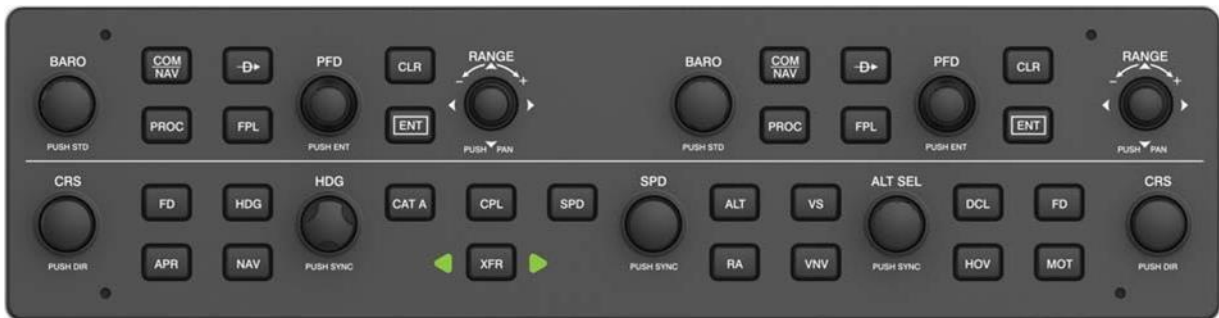 BARO COM NAV D PFD CLR RANGE BARO COM NAV D PFD CLR RANGE
- + - +
PROC FPL ENT PROC FPL ENT
PUSH STD PUSH ENT PUSH PAN PUSH STD PUSH ENT PUSH PAN
CRS HDG SPD ALT SEL CRS
FD HDG CAT A CPL SPD ALT VS DCL FD
APR NAV XFR RA VNV HOV MOT
PUSH DIR PUSH SYNC PUSH SYNC PUSH SYNC PUSH DIR